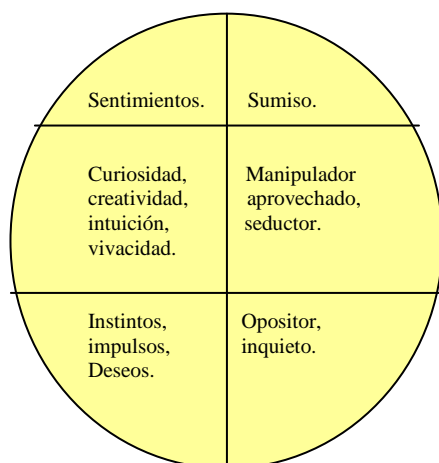 Sentimientos.
Sumiso.
Curiosidad,
creatividad,
intuición,
vivacidad.
Manipulador
aprovechado,
seductor.
Instintos,
impulsos,
Deseos.
Opositor,
inquieto.